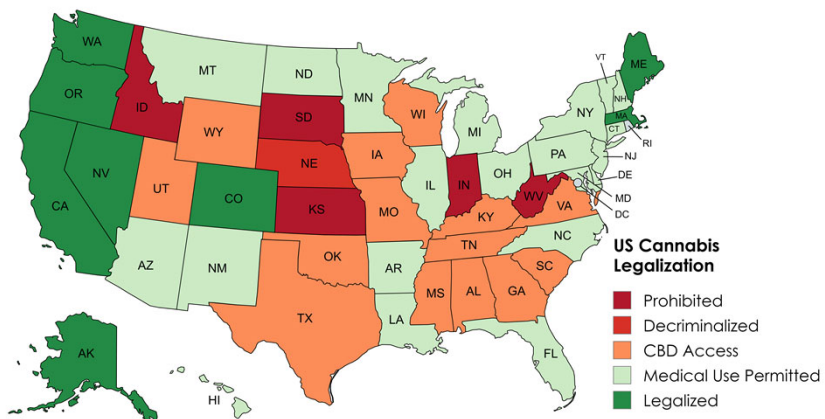 WA
OR
CA
NV
ID
MT
WY
UT
CO
AZ
NM
ND
SD
NE
KS
OK
TX
MN
IA
MO
AR
LA
WI
IL
MS
MI
IN
KY
TN
AL
OH
WV
GA
FL
SC
NC
VA
PA
NY
VT
NH
ME
MA
CT
RI
NJ
DE
MD
DC
AK
HI
US Cannabis
Legalization
Prohibited
Decriminalized
CBD Access
Medical Use Permitted
Legalized